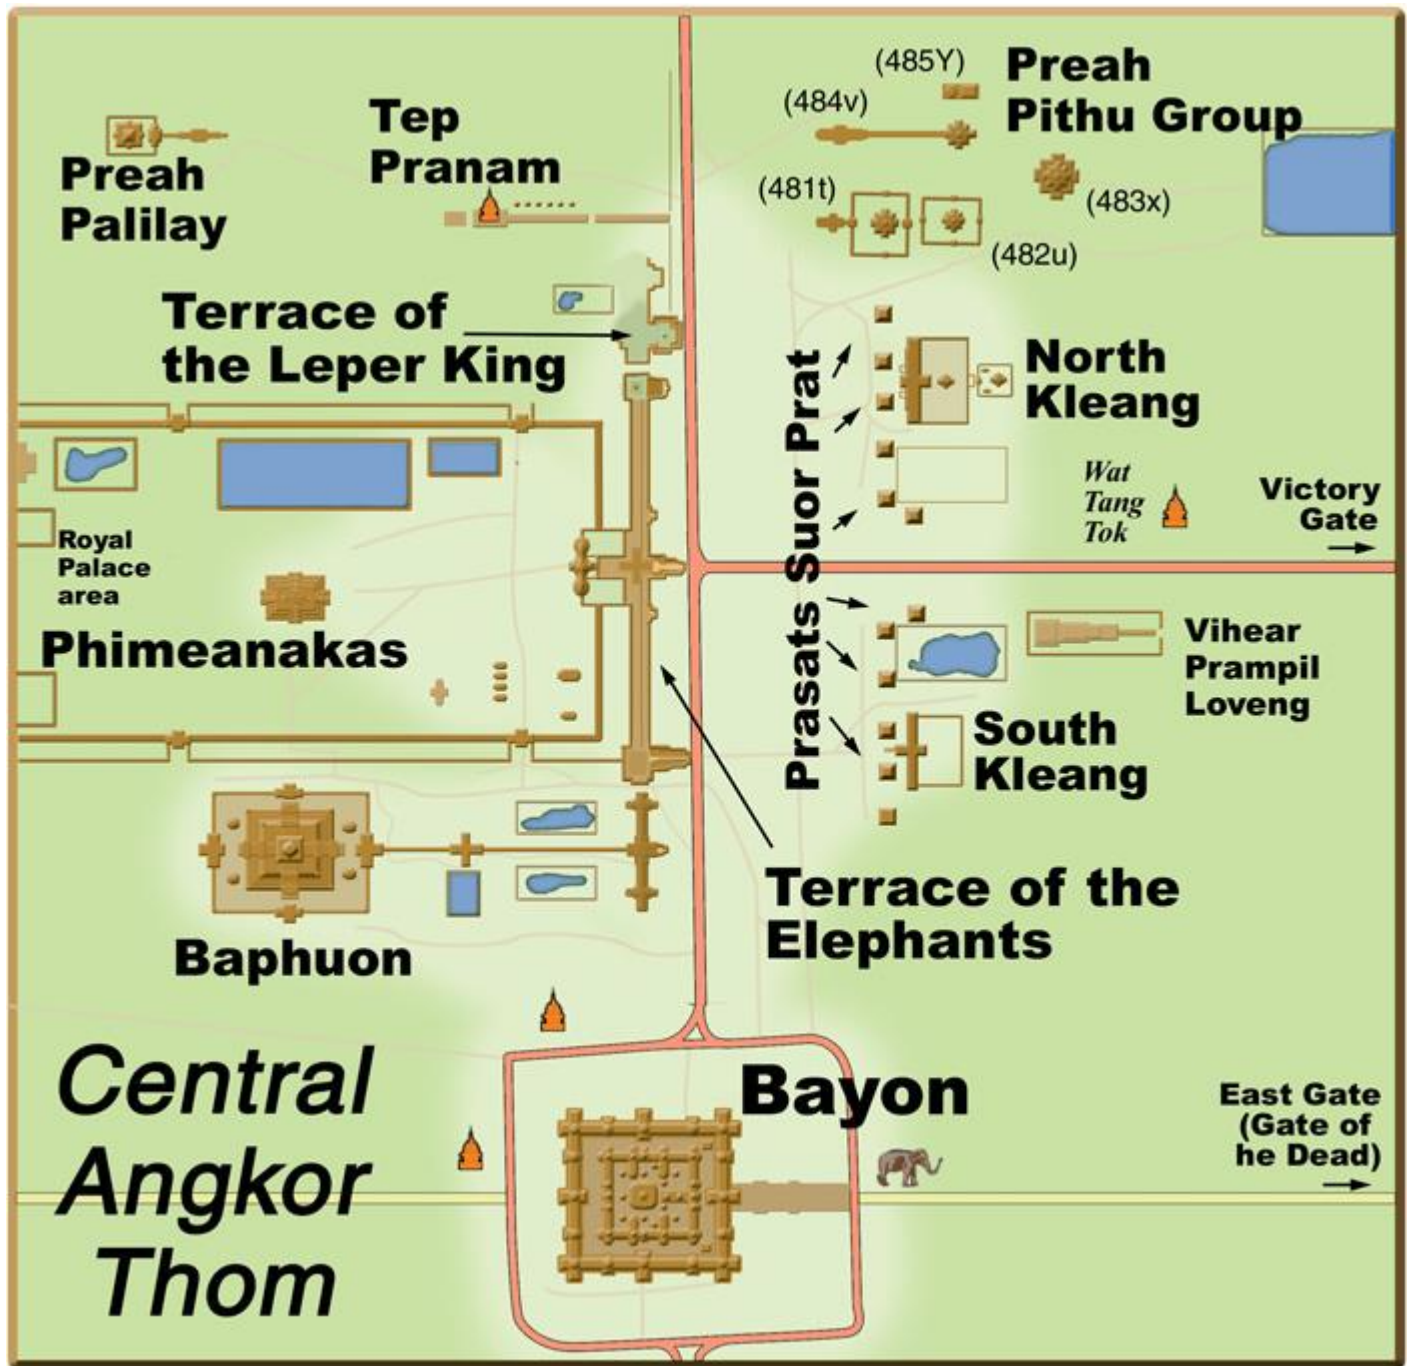 (485Y)
Preah
Pithu Group
(484v)
Tep
Pranam
Preah
Palilay
(481t)
(483x)
(482u)
Terrace of
the Leper King
North
Kleang
Prasats Suor Prat
Wat
Tang
Tok
Victory
Gate
Royal
Palace
area
Phimeanakas
Vihear
Prampil
Loveng
South
Kleang
Terrace of the
Elephants
Baphuon
Central
Angkor
Thom
Bayon
East Gate
(Gate of
he Dead)